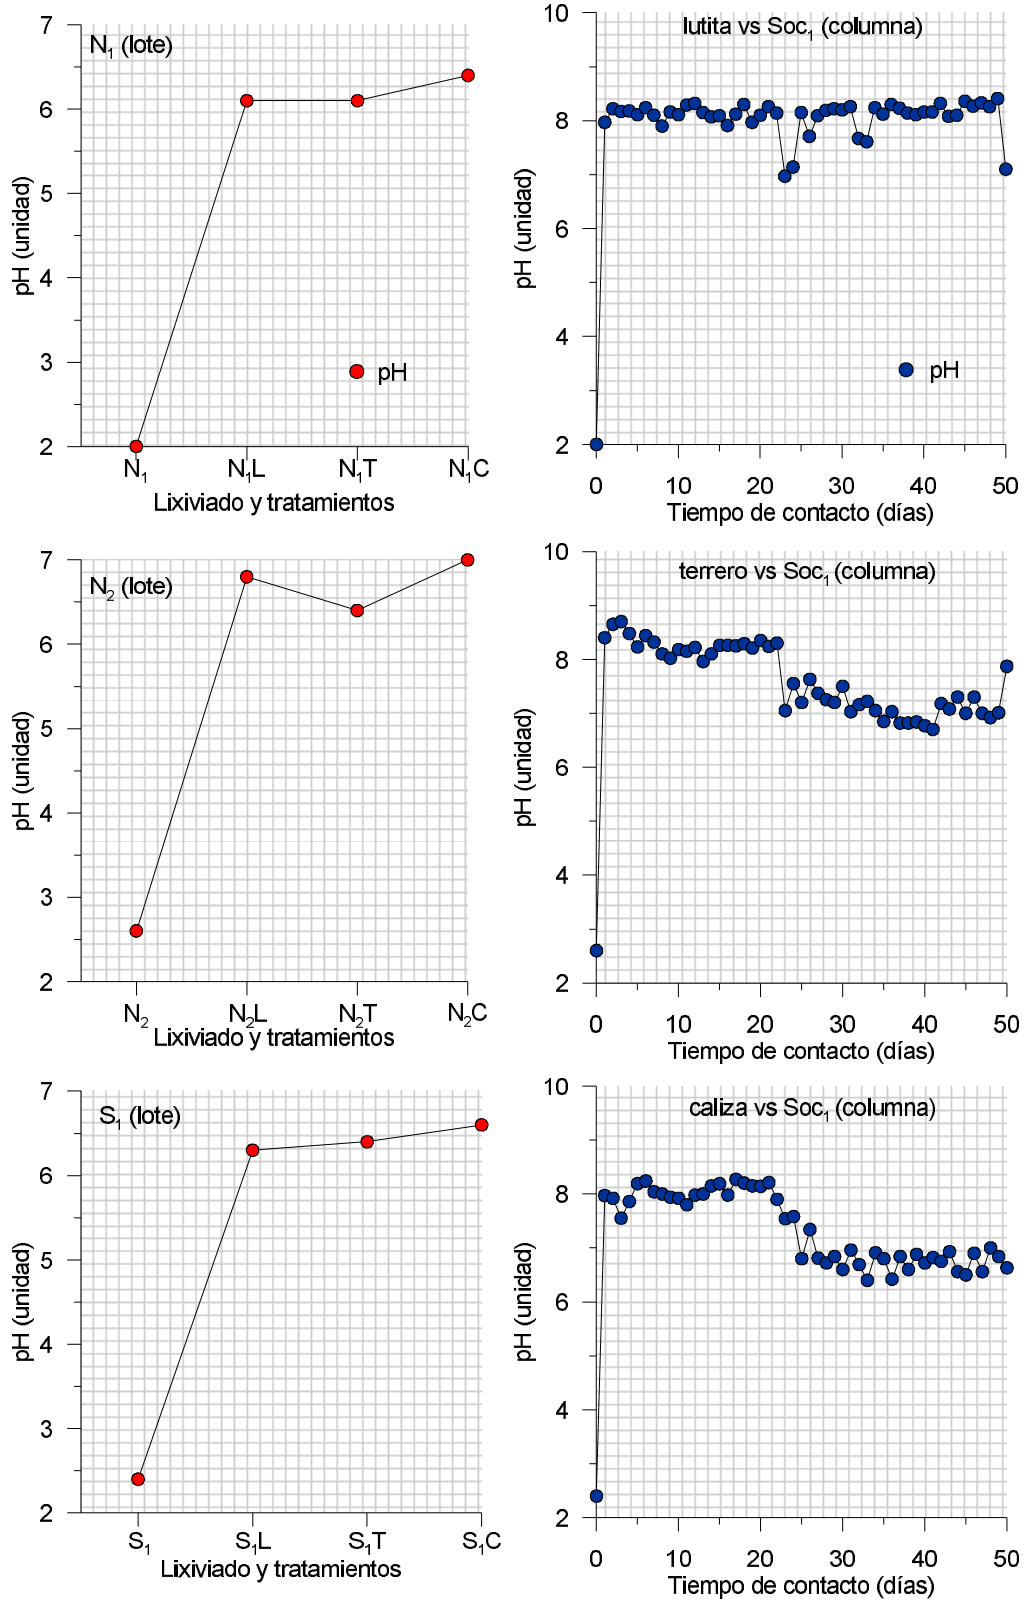 N₁ (lote)
7
6
5
4
3
2
pH (unidad)
pH
N₁
N₁L
N₁T
N₁C
Lixiviado y tratamientos
lutita vs Soc₁ (columna)
10
8
6
4
2
pH (unidad)
pH
0
10
20
30
40
50
Tiempo de contacto (días)
N₂ (lote)
7
6
5
4
3
2
pH (unidad)
N₂
N₂L
N₂T
N₂C
Lixiviado y tratamientos
terrero vs Soc₁ (columna)
10
8
6
4
2
pH (unidad)
0
10
20
30
40
50
Tiempo de contacto (días)
S₁ (lote)
7
6
5
4
3
2
pH (unidad)
S₁
S₁L
S₁T
S₁C
Lixiviado y tratamientos
caliza vs Soc₁ (columna)
10
8
6
4
2
pH (unidad)
0
10
20
30
40
50
Tiempo de contacto (días)